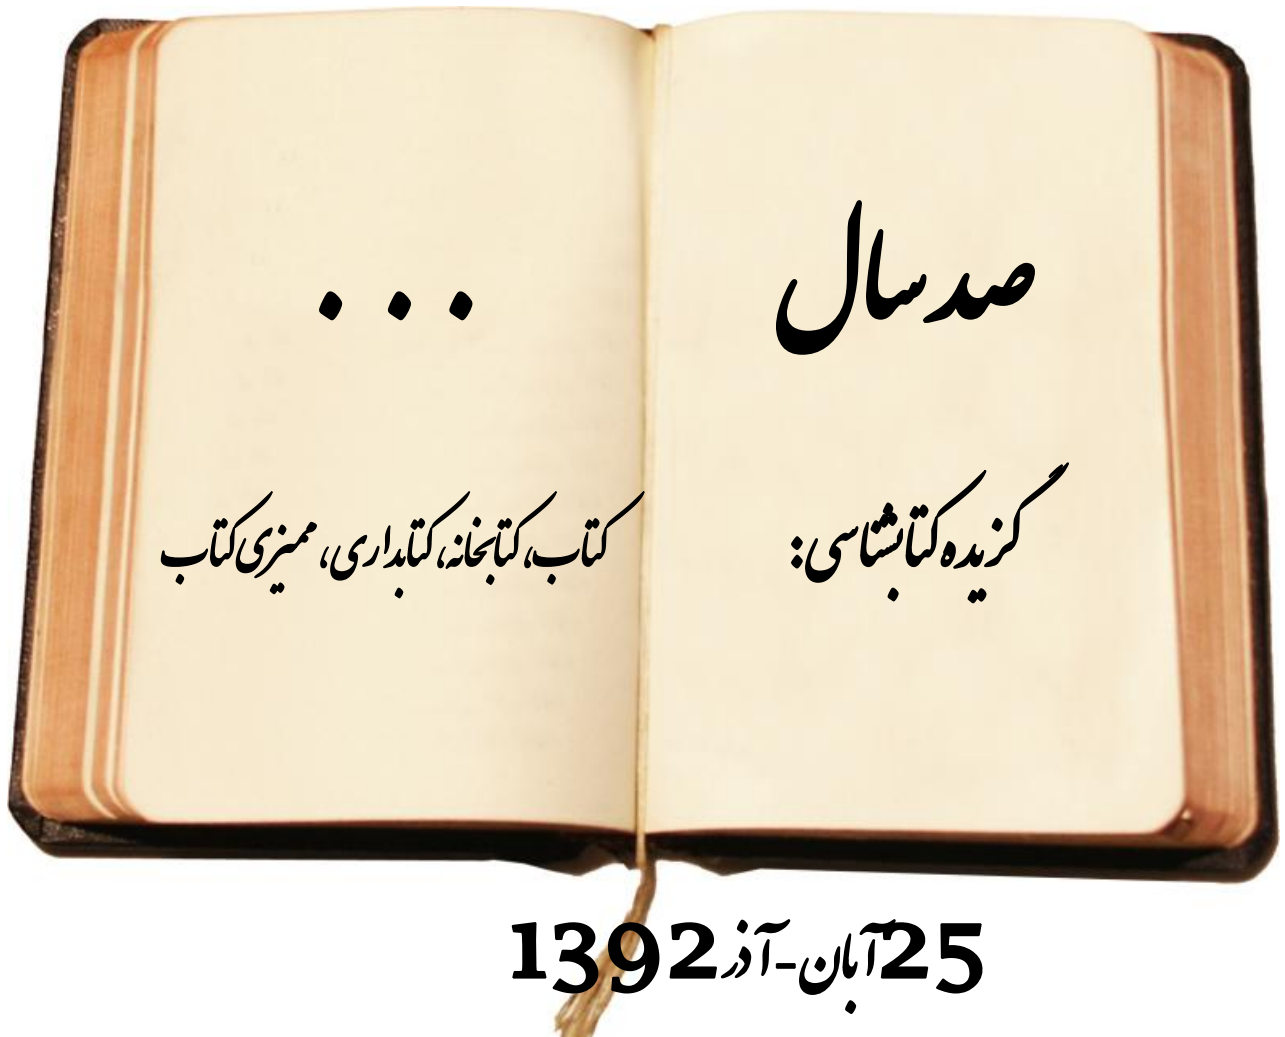 صد سال
...
گزیده کتابشناسی:
کتاب، کتابخانه، کتابداری، ممیزی کتاب
25 آبان-آذر 1392